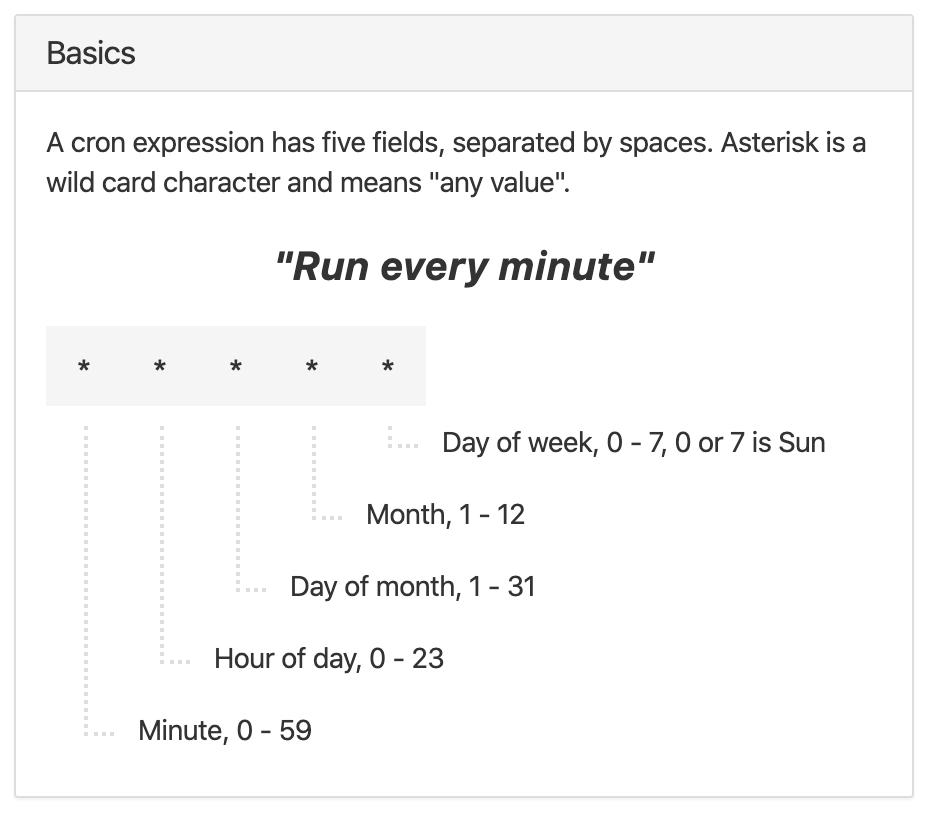 Basics
A cron expression has five fields, separated by spaces. Asterisk is a
wild card character and means "any value".
"Run every minute"
* * * * *
Day of week, 0 - 7, 0 or 7 is Sun
Month, 1 - 12
Day of month, 1 - 31
Hour of day, 0 - 23
Minute, 0 - 59